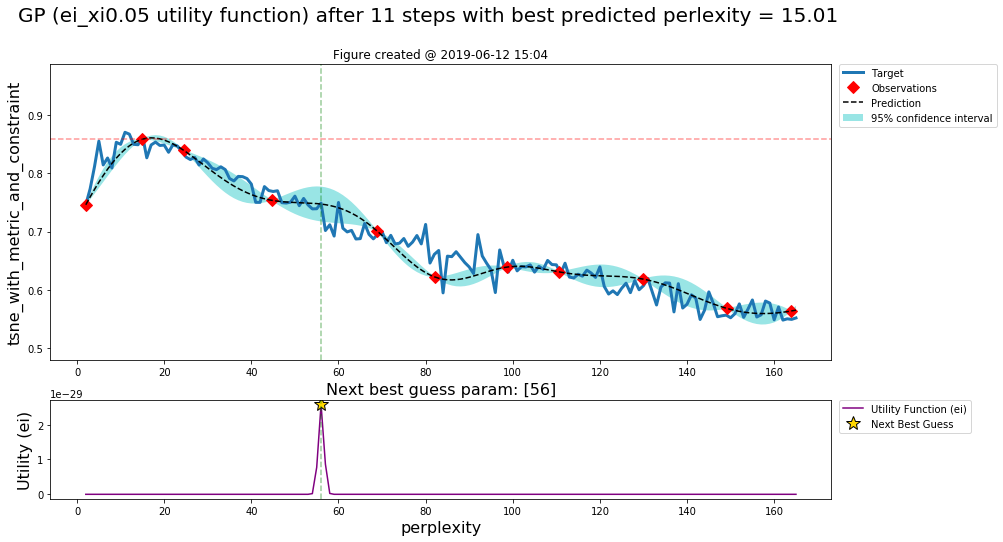 GP (ei_xi0.05 utility function) after 11 steps with best predicted perlexity = 15.01
Figure created @ 2019-06-12 15:04
tsne_with_metric_and_constraint
0.9
0.8
0.7
0.6
0.5
0 20 40 60 80 100 120 140 160
Target
Observations
Prediction
95% confidence interval
Next best guess param: [56]
1e−29
Utility (ei)
2
1
0
0 20 40 60 80 100 120 140 160
perplexity
Utility Function (ei)
Next Best Guess